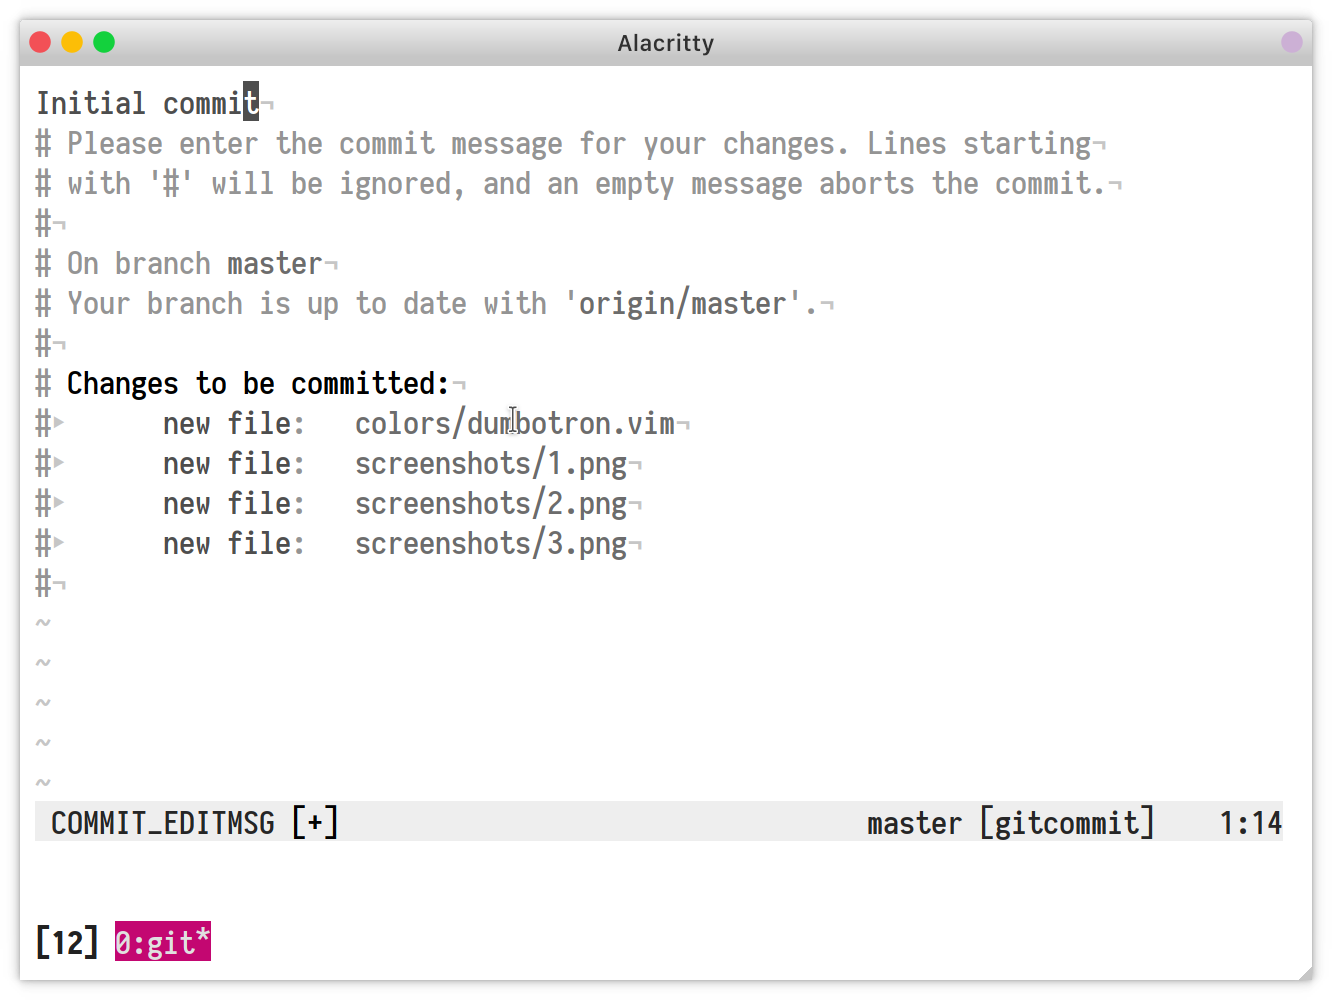 Alacritty
Initial commit¬
# Please enter the commit message for your changes. Lines starting¬
# with '#' will be ignored, and an empty message aborts the commit.¬
#¬
# On branch master¬
# Your branch is up to date with 'origin/master'.¬
#¬
# Changes to be committed:¬
#▸      new file:   colors/dumbotron.vim¬
#▸      new file:   screenshots/1.png¬
#▸      new file:   screenshots/2.png¬
#▸      new file:   screenshots/3.png¬
#¬
~
~
~
~
~
COMMIT_EDITMSG [+] master [gitcommit] 1:14
[12] 0:git*